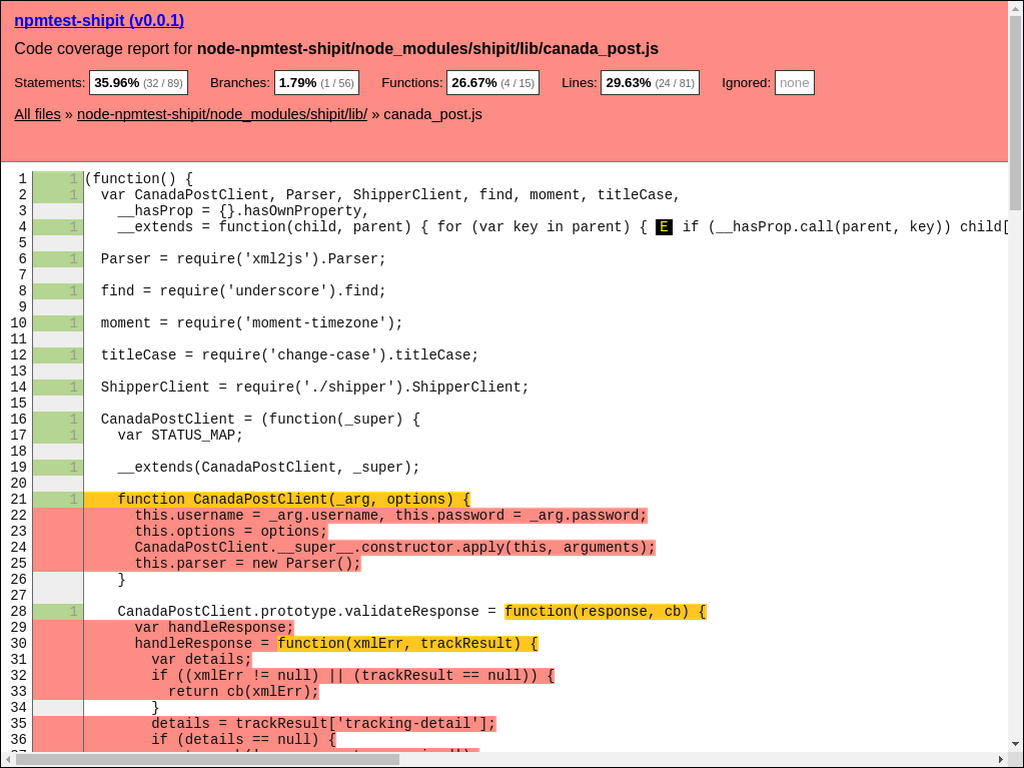 npmtest-shipit (v0.0.1)
Code coverage report for node-npmtest-shipit/node_modules/shipit/lib/canada_post.js
Statements: 35.96% (32 / 89) Branches: 1.79% (1 / 56) Functions: 26.67% (4 / 15) Lines: 29.63% (24 / 81) Ignored: none
All files » node-npmtest-shipit/node_modules/shipit/lib/ » canada_post.js
1 1 (function() {
2 1 var CanadaPostClient, Parser, ShipperClient, find, moment, titleCase,
3 __hasProp = {}.hasOwnProperty,
4 1 __extends = function(child, parent) { for (var key in parent) { E if (__hasProp.call(parent, key)) child[
5
6 1 Parser = require('xml2js').Parser;
7
8 1 find = require('underscore').find;
9
10 1 moment = require('moment-timezone');
11
12 1 titleCase = require('change-case').titleCase;
13
14 1 ShipperClient = require('./shipper').ShipperClient;
15
16 1 CanadaPostClient = (function(_super) {
17 1 var STATUS_MAP;
18
19 1 __extends(CanadaPostClient, _super);
20
21 1 function CanadaPostClient(_arg, options) {
22 this.username = _arg.username, this.password = _arg.password;
23 this.options = options;
24 CanadaPostClient.__super__.constructor.apply(this, arguments);
25 this.parser = new Parser();
26 }
27
28 1 CanadaPostClient.prototype.validateResponse = function(response, cb) {
29 var handleResponse;
30 handleResponse = function(xmlErr, trackResult) {
31 var details;
32 if ((xmlErr != null) || (trackResult == null)) {
33 return cb(xmlErr);
34 }
35 details = trackResult['tracking-detail'];
36 if (details == null) {